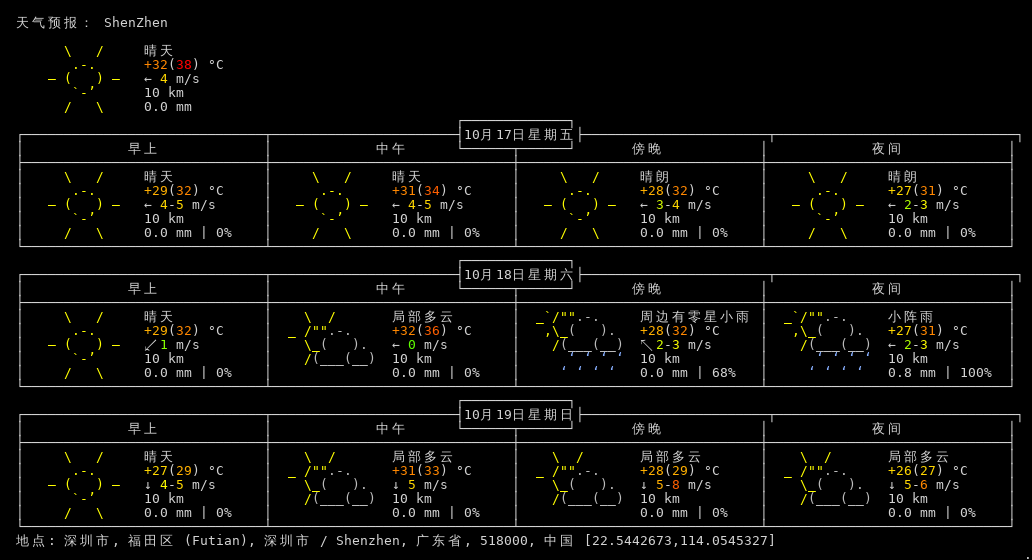 天气预报： ShenZhen
晴天
+32(38) °C
← 4 m/s
10 km
0.0 mm
10月17日星期五
早上 中午 傍晚 夜间
晴天 晴天 晴朗 晴朗
+29(32) °C +31(34) °C +28(32) °C +27(31) °C
← 4-5 m/s ← 4-5 m/s ← 3-4 m/s ← 2-3 m/s
10 km 10 km 10 km 10 km
0.0 mm | 0% 0.0 mm | 0% 0.0 mm | 0% 0.0 mm | 0%
10月18日星期六
早上 中午 傍晚 夜间
晴天 局部多云 周边有零星小雨 小阵雨
+29(32) °C +32(36) °C +28(32) °C +27(31) °C
↙ 1 m/s ← 0 m/s ↖ 2-3 m/s ← 2-3 m/s
10 km 10 km 10 km 10 km
0.0 mm | 0% 0.0 mm | 0% 0.0 mm | 68% 0.8 mm | 100%
10月19日星期日
早上 中午 傍晚 夜间
晴天 局部多云 局部多云 局部多云
+27(29) °C +31(33) °C +28(29) °C +26(27) °C
↓ 4-5 m/s ↓ 5 m/s ↓ 5-8 m/s ↓ 5-6 m/s
10 km 10 km 10 km 10 km
0.0 mm | 0% 0.0 mm | 0% 0.0 mm | 0% 0.0 mm | 0%
地点: 深圳市, 福田区 (Futian), 深圳市 / Shenzhen, 广东省, 518000, 中国 [22.5442673,114.0545327]